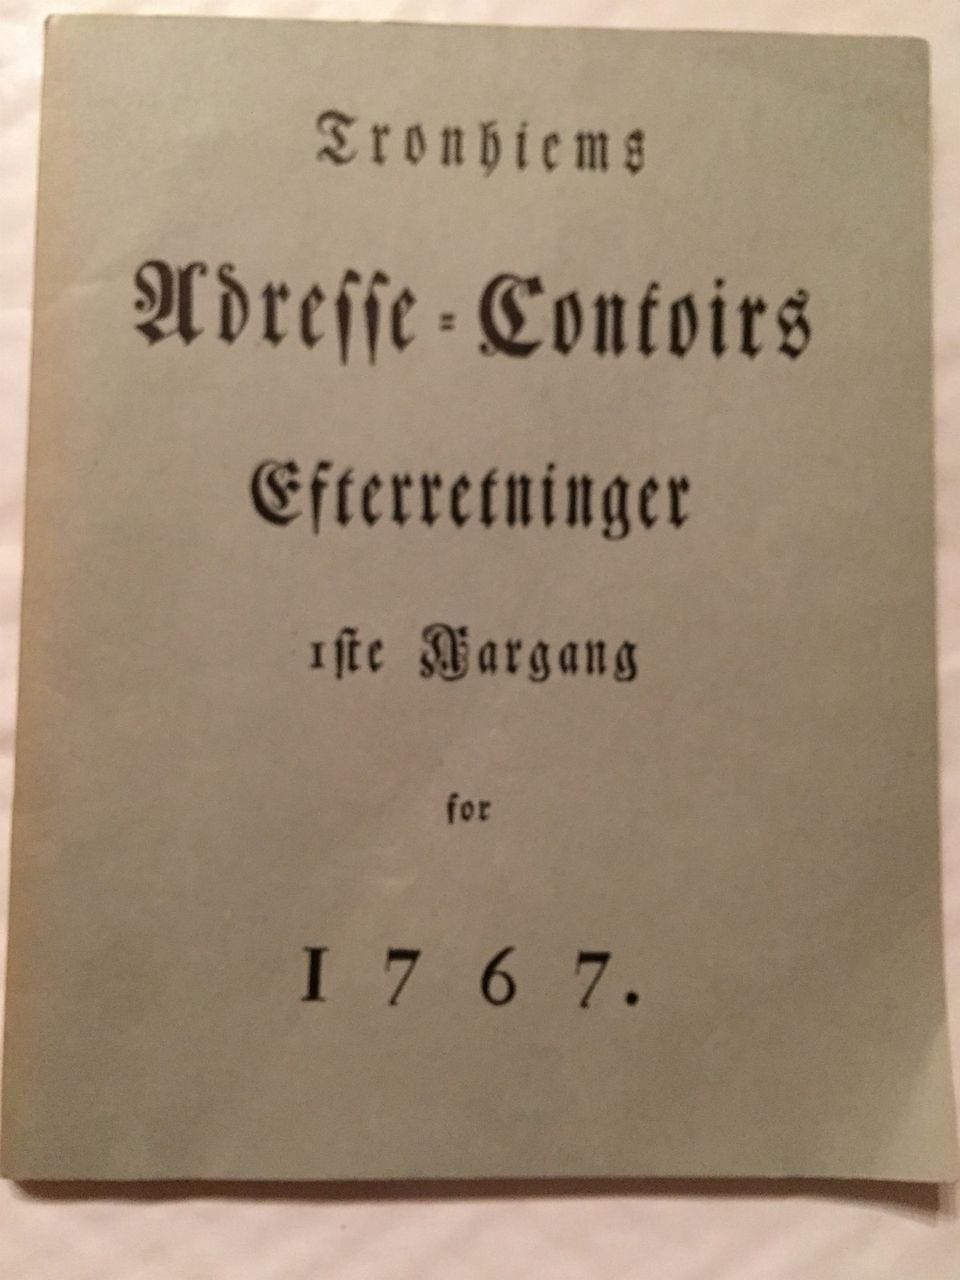 Tronhiems
Adresse=Contoirs
Efterretninger
1ste Aargang
for
1767.